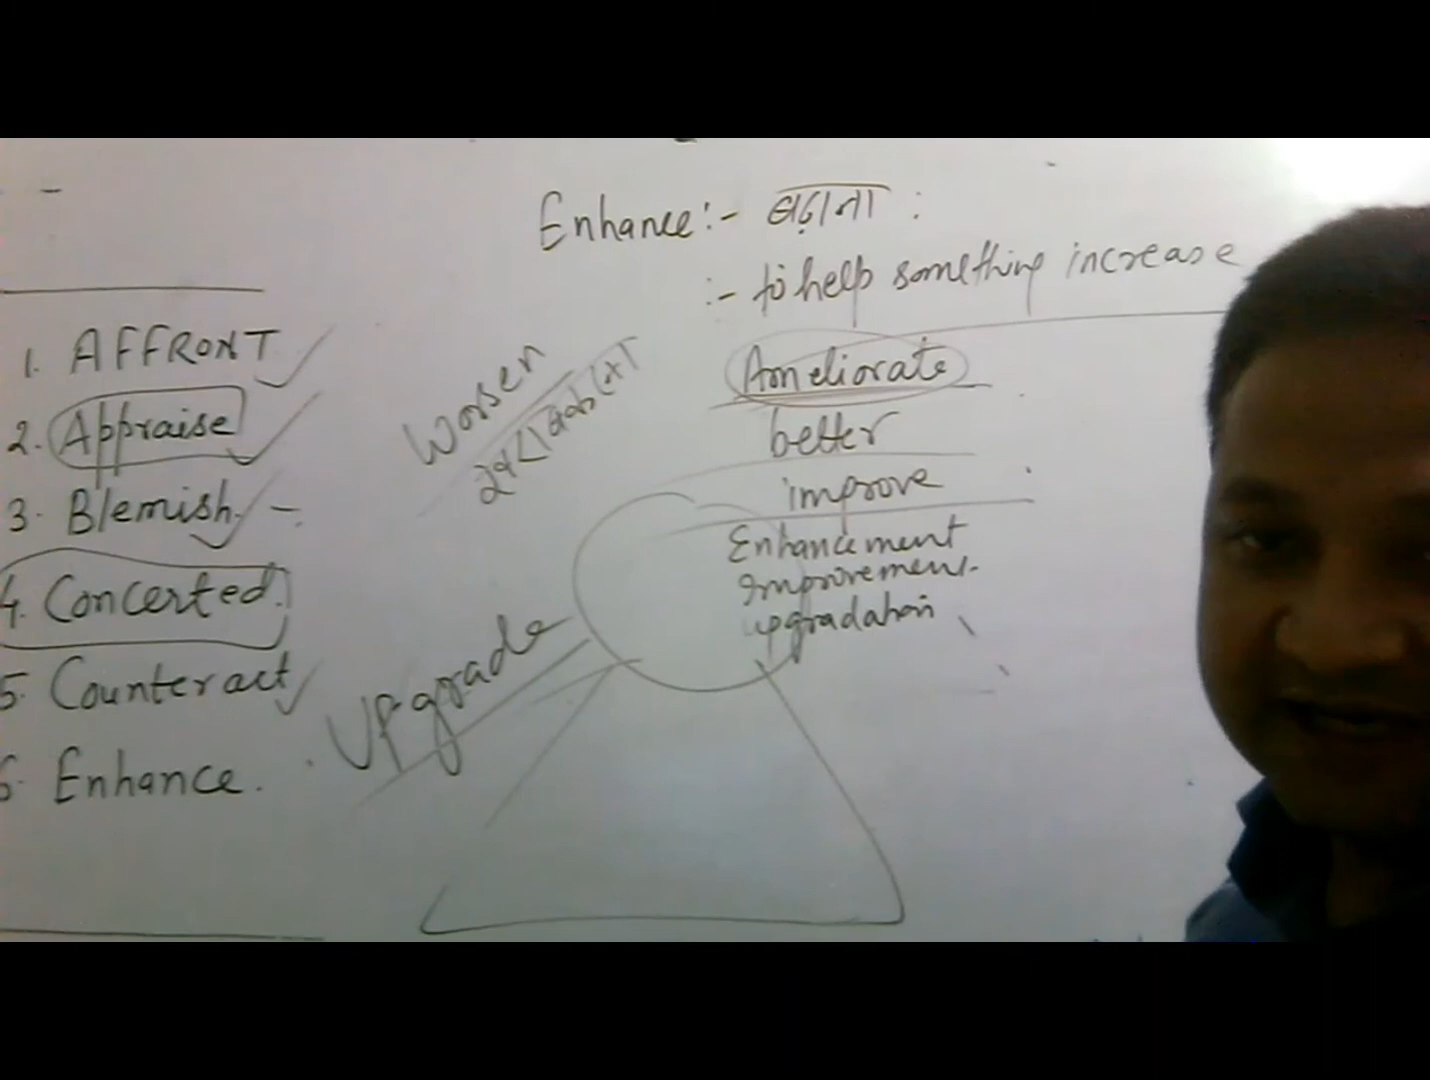 Enhance :- बढ़ाना :
:- to help something increase
1. AFFRONT
2. Appraise
3. Blemish -
4. Concerted.
5. Counteract
6. Enhance.
Worsen
Upgrade
Ameliorate
better
improve
Enhancement
Improvement.
upgradation